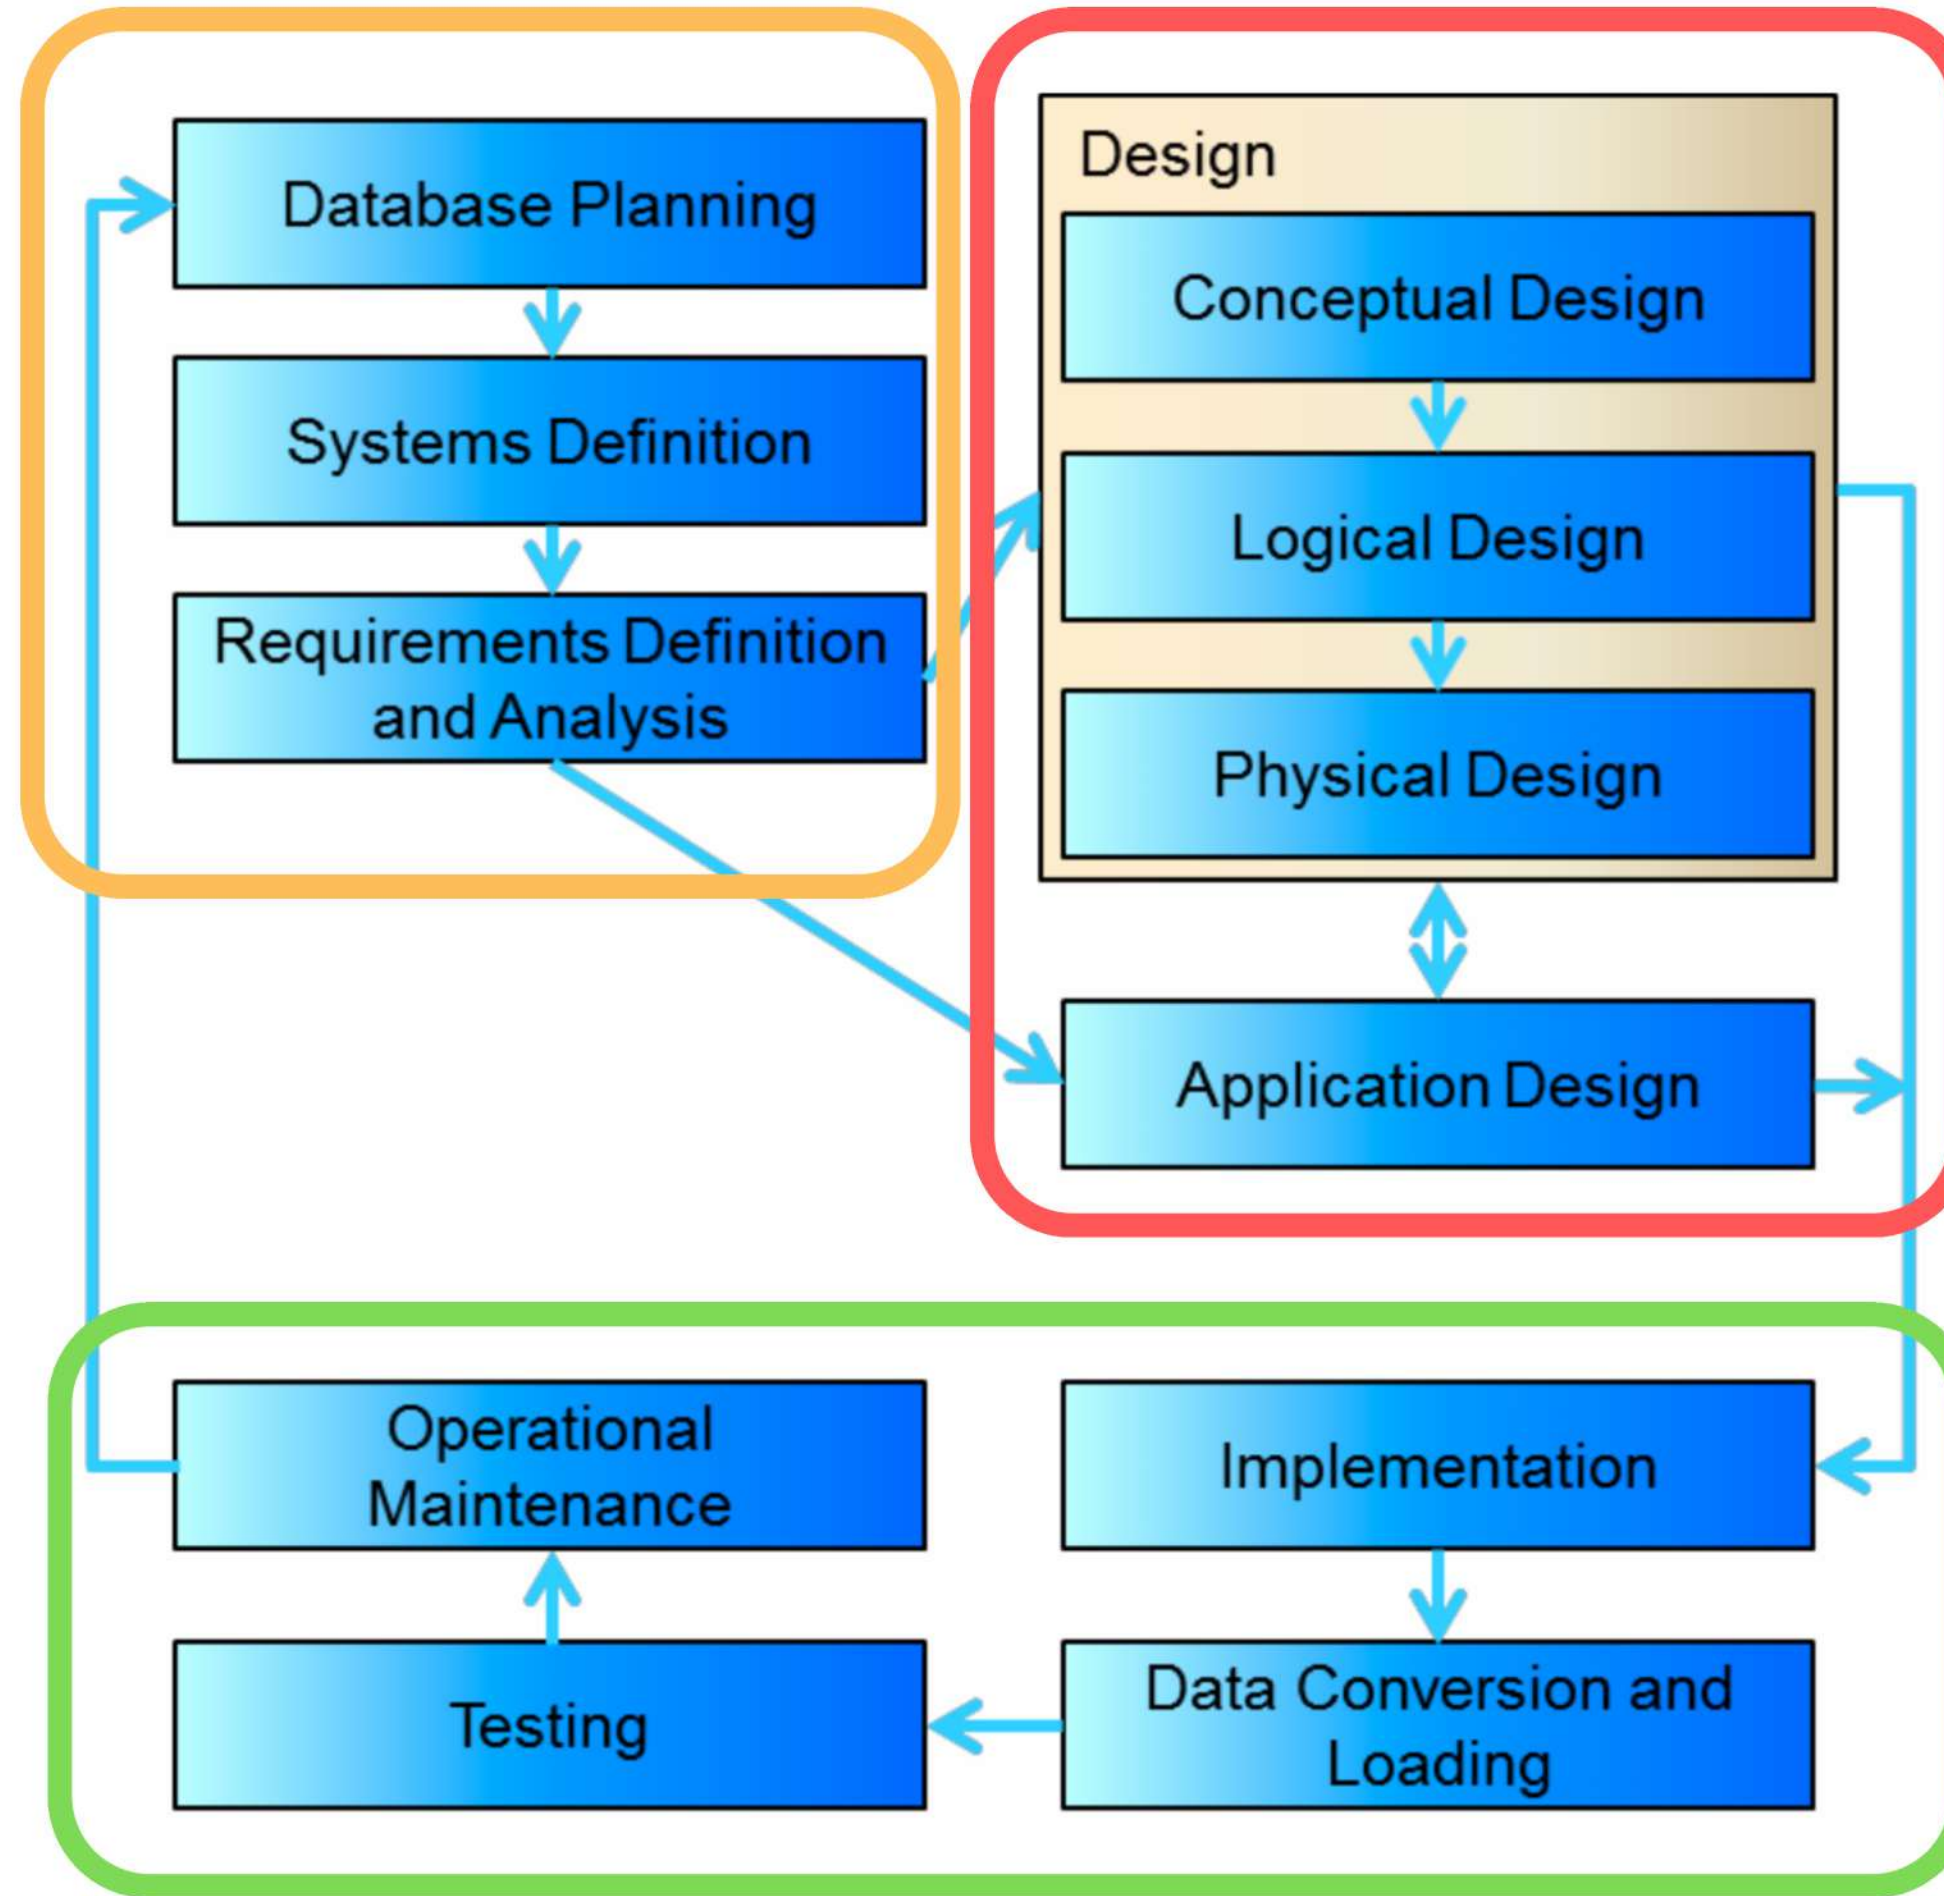 Database Planning
Systems Definition
Requirements Definition
and Analysis
Design
Conceptual Design
Logical Design
Physical Design
Application Design
Operational
Maintenance
Implementation
Testing
Data Conversion and
Loading